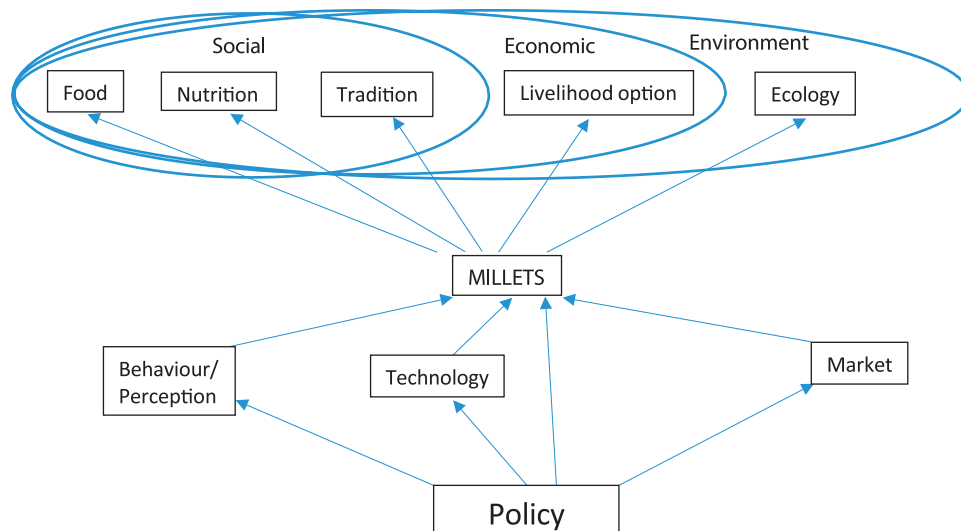 Social
Economic
Environment
Food
Nutrition
Tradition
Livelihood option
Ecology
MILLETS
Behaviour/
Perception
Technology
Market
Policy